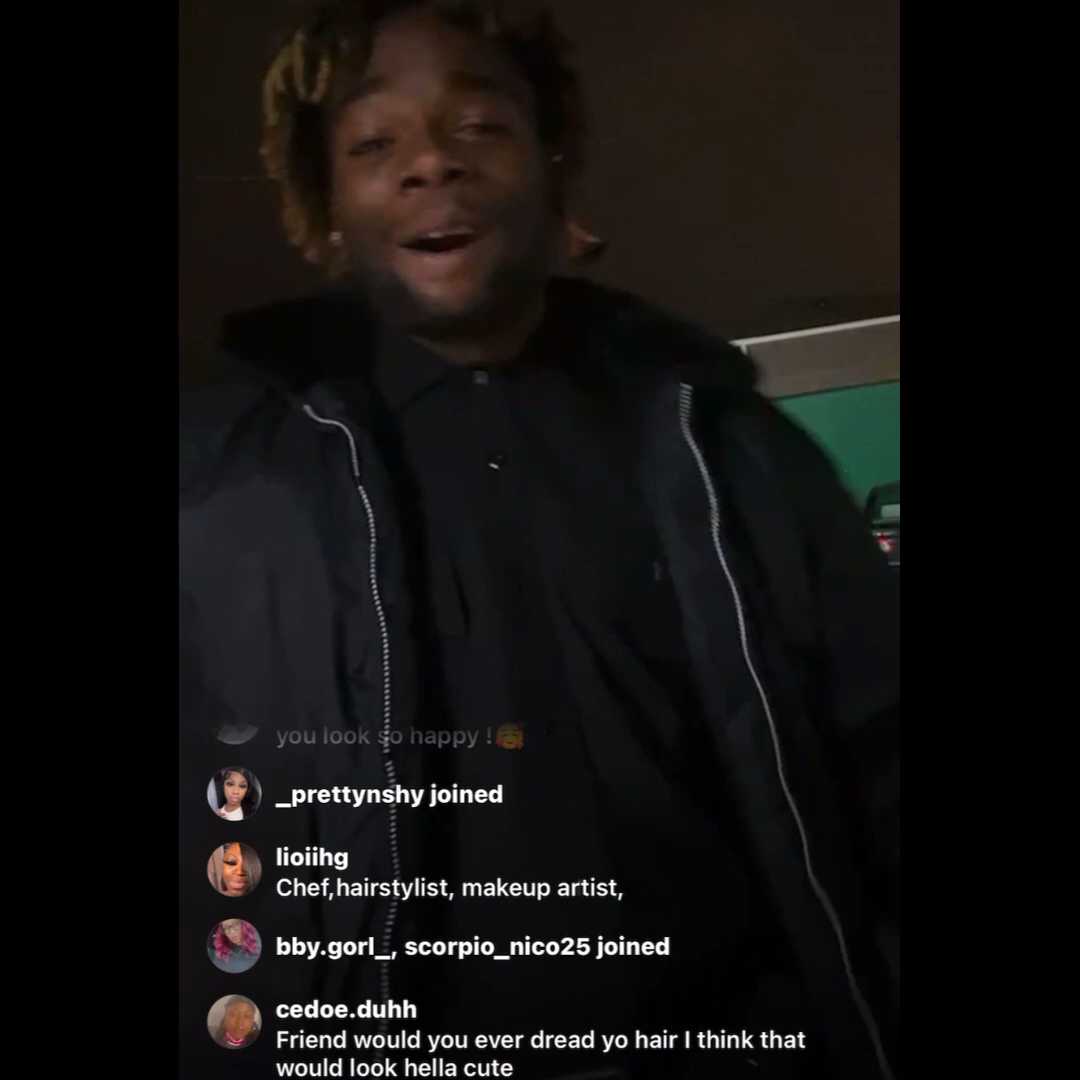 you look so happy !🥰
_prettynshy joined
lioiihg
Chef,hairstylist, makeup artist,
bby.gorl_, scorpio_nico25 joined
cedoe.duhh
Friend would you ever dread yo hair I think that
would look hella cute